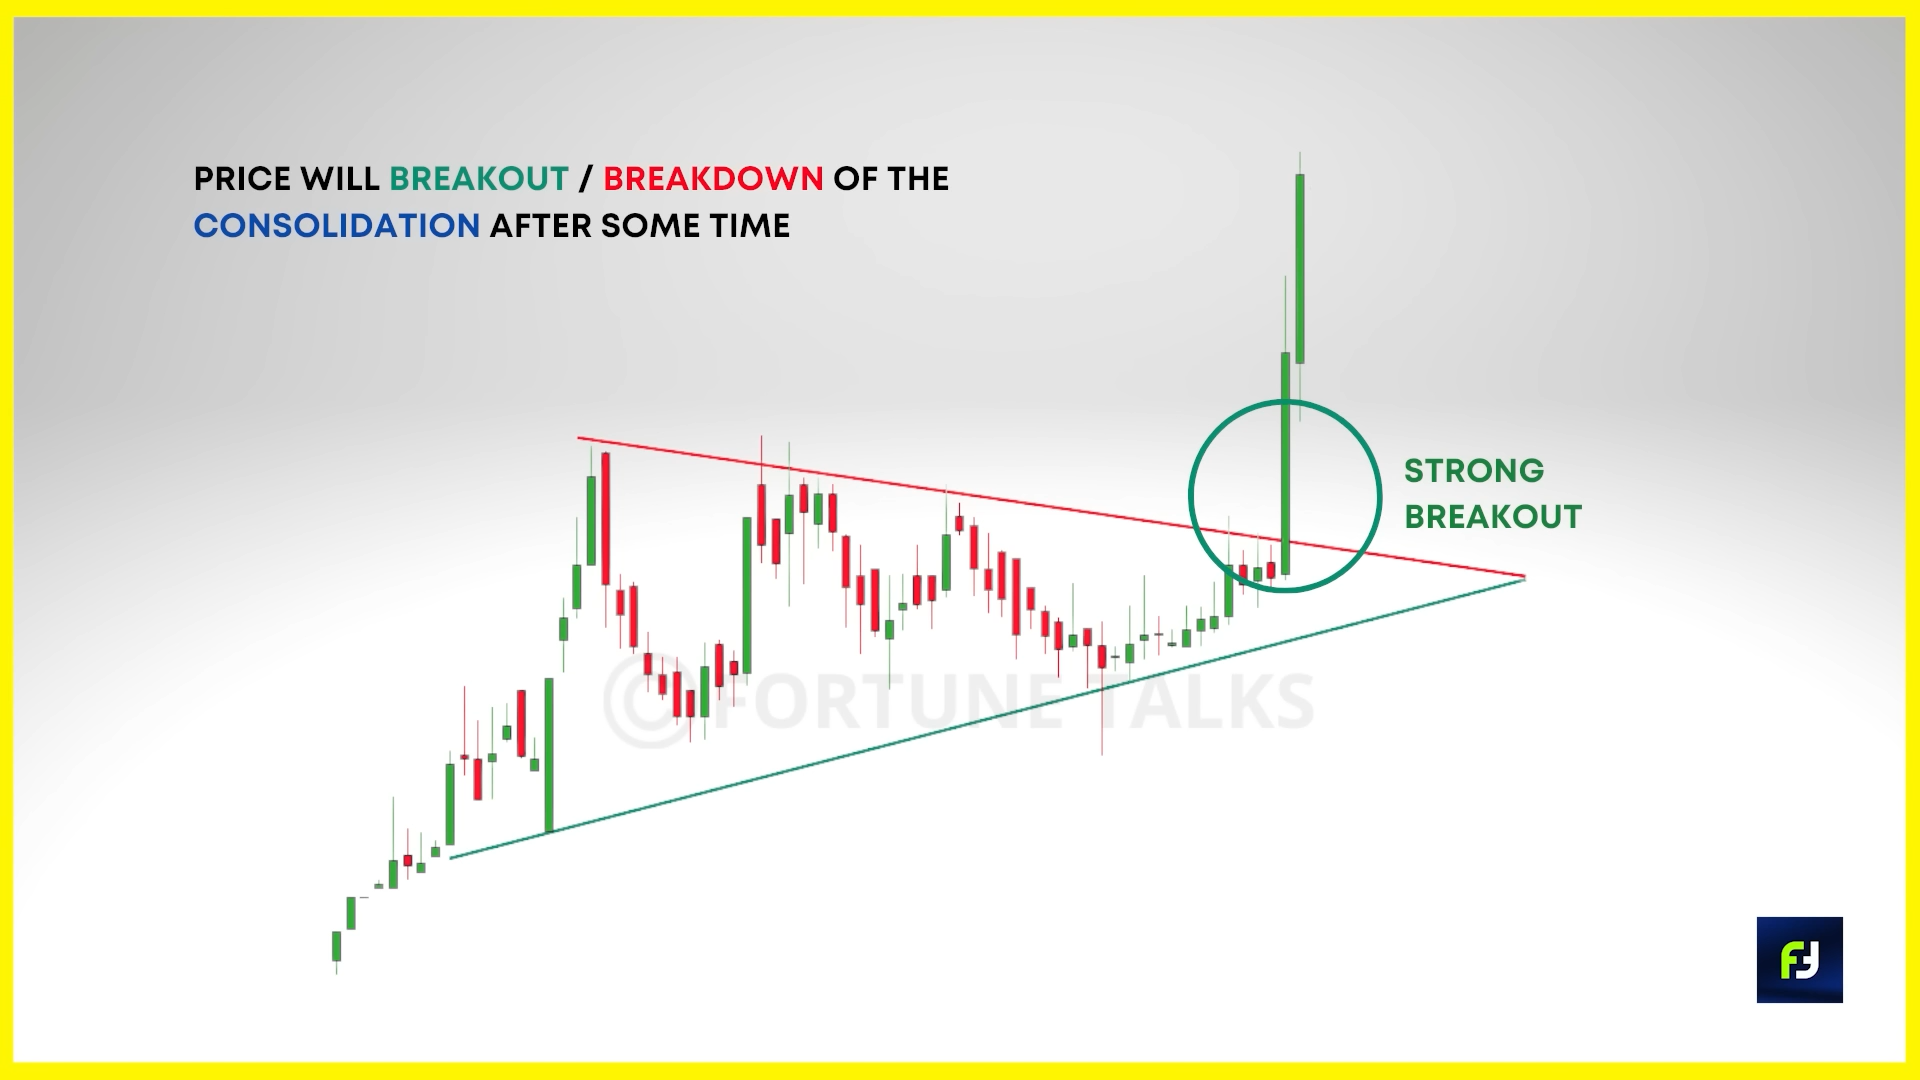 PRICE WILL BREAKOUT / BREAKDOWN OF THE
CONSOLIDATION AFTER SOME TIME
STRONG
BREAKOUT
© FORTUNE TALKS